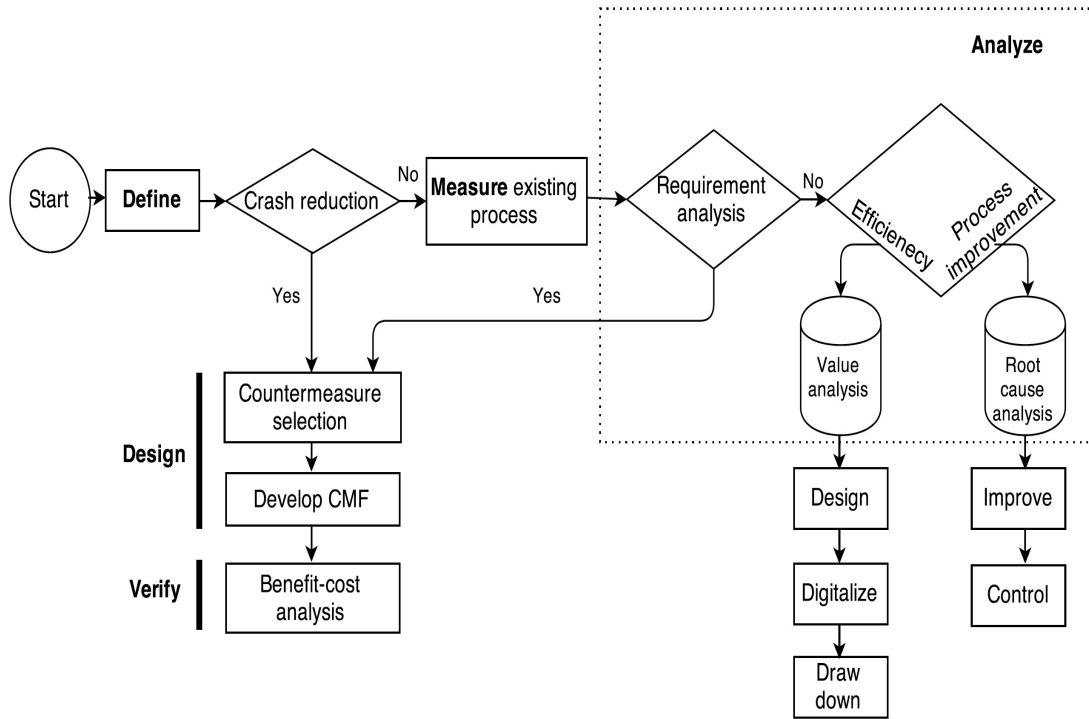 Analyze
Start
Define
Crash reduction
No
Measure existing
process
Requirement
analysis
No
Efficienecy
Process
improvement
Yes
Yes
Value
analysis
Root
cause
analysis
Countermeasure
selection
Design
Develop CMF
Verify
Benefit-cost
analysis
Design
Improve
Digitalize
Control
Draw
down